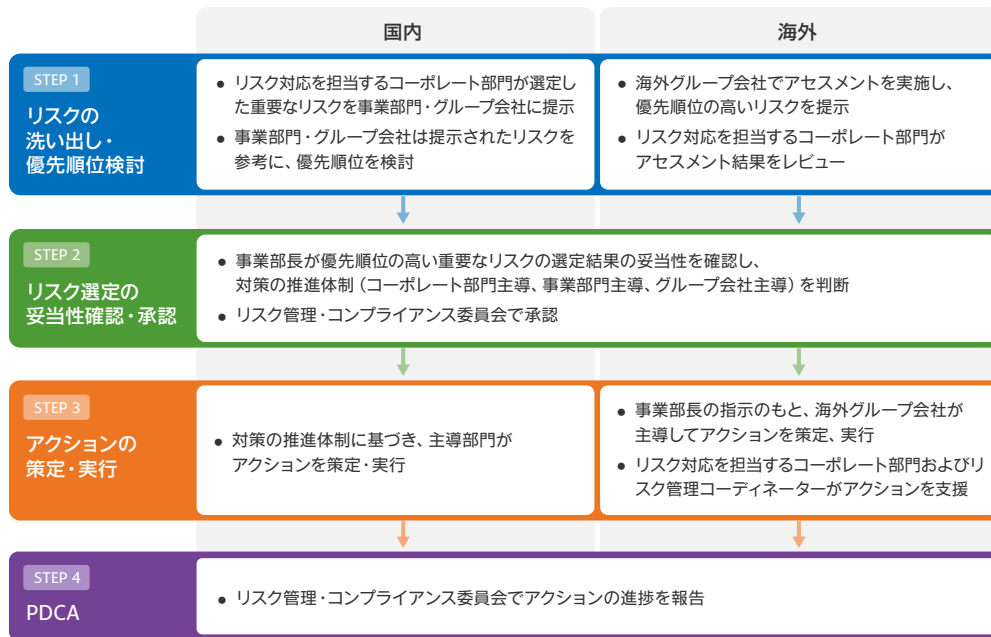 国内
海外
STEP 1
リスクの
洗い出し・
優先順位検討
● リスク対応を担当するコーポレート部門が選定し
た重要なリスクを事業部門・グループ会社に提示
● 事業部門・グループ会社は提示されたリスクを
参考に、優先順位を検討
● 海外グループ会社でアセスメントを実施し、
優先順位の高いリスクを提示
● リスク対応を担当するコーポレート部門が
アセスメント結果をレビュー
STEP 2
リスク選定の
妥当性確認・承認
● 事業部長が優先順位の高い重要なリスクの選定結果の妥当性を確認し、
対策の推進体制（コーポレート部門主導、事業部門主導、グループ会社主導）を判断
● リスク管理・コンプライアンス委員会で承認
STEP 3
アクションの
策定・実行
● 対策の推進体制に基づき、主導部門が
アクションを策定・実行
● 事業部長の指示のもと、海外グループ会社が
主導してアクションを策定、実行
● リスク対応を担当するコーポレート部門およびリ
スク管理コーディネーターがアクションを支援
STEP 4
PDCA
● リスク管理・コンプライアンス委員会でアクションの進捗を報告